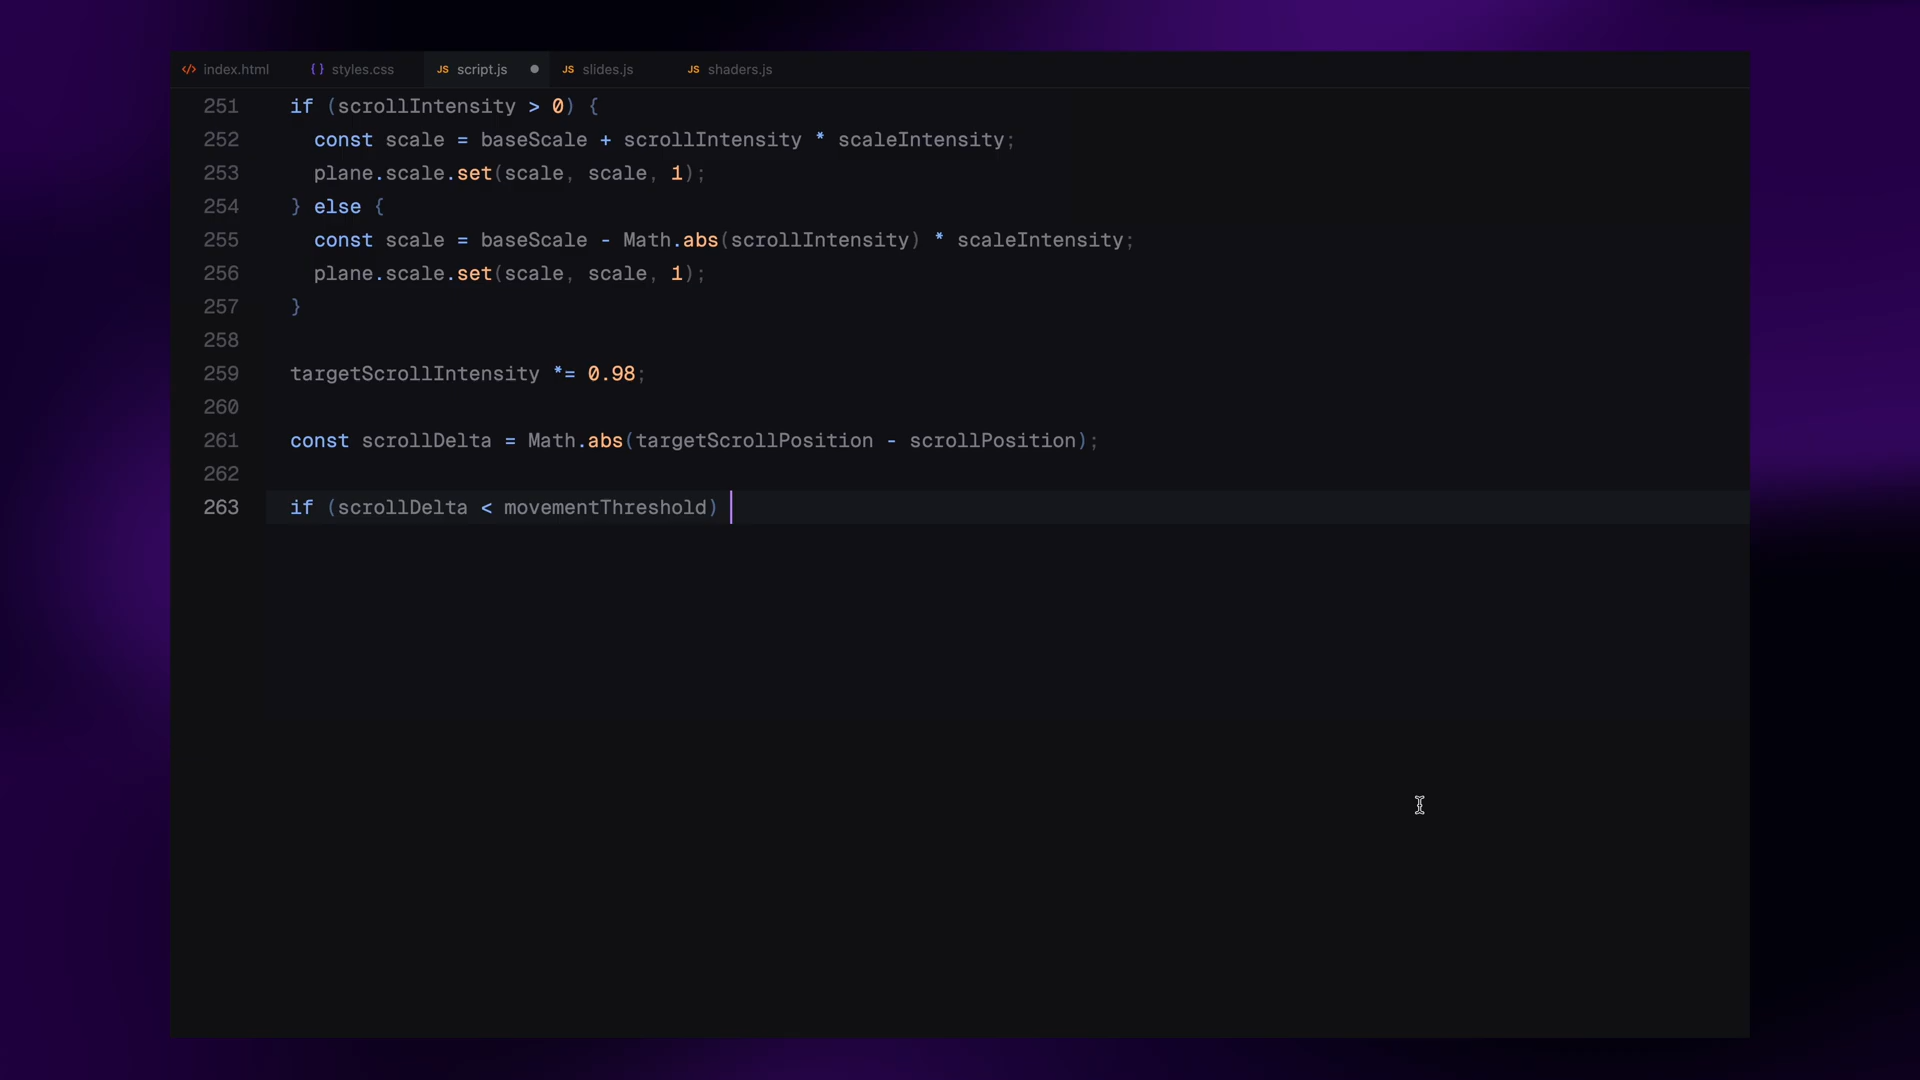 </> index.html {} styles.css JS script.js ● JS slides.js JS shaders.js
251 if (scrollIntensity > 0) {
252 const scale = baseScale + scrollIntensity * scaleIntensity;
253 plane.scale.set(scale, scale, 1);
254 } else {
255 const scale = baseScale - Math.abs(scrollIntensity) * scaleIntensity;
256 plane.scale.set(scale, scale, 1);
257 }
258
259 targetScrollIntensity *= 0.98;
260
261 const scrollDelta = Math.abs(targetScrollPosition - scrollPosition);
262
263 if (scrollDelta < movementThreshold)